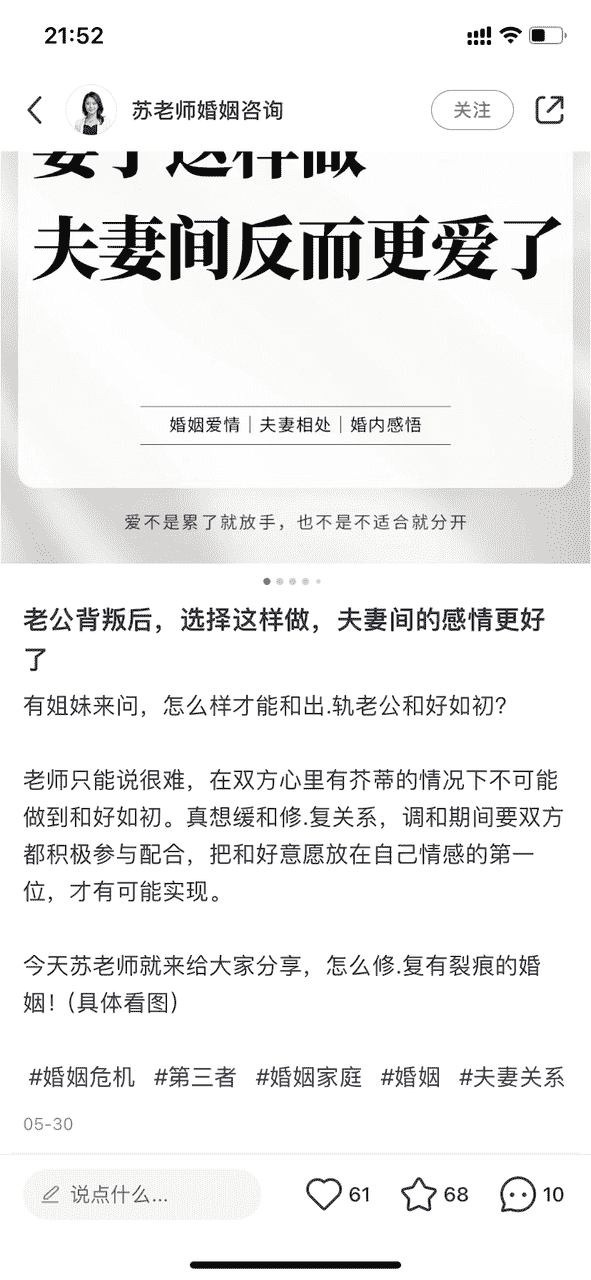 21:52
苏老师婚姻咨询
关注
妻子这样做
夫妻间反而更爱了
婚姻爱情｜夫妻相处｜婚内感悟
爱不是累了就放手，也不是不适合就分开
老公背叛后，选择这样做，夫妻间的感情更好
了
有姐妹来问，怎么样才能和出.轨老公和好如初？
老师只能说很难，在双方心里有芥蒂的情况下不可能
做到和好如初。真想缓和修.复关系，调和期间要双方
都积极参与配合，把和好意愿放在自己情感的第一
位，才有可能实现。
今天苏老师就来给大家分享，怎么修.复有裂痕的婚
姻！(具体看图)
#婚姻危机 #第三者 #婚姻家庭 #婚姻 #夫妻关系
05-30
说点什么...
61
68
10